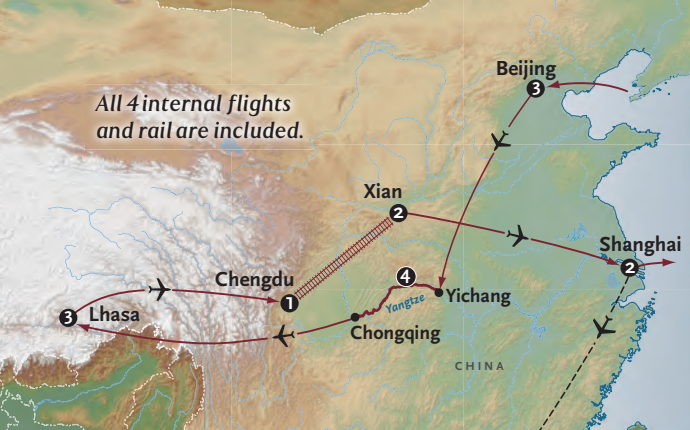 Beijing
3
All 4 internal flights
and rail are included.
Xian
2
Shanghai
2
Chengdu
1
4
Yangtze
Yichang
3
Lhasa
Chongqing
CHINA